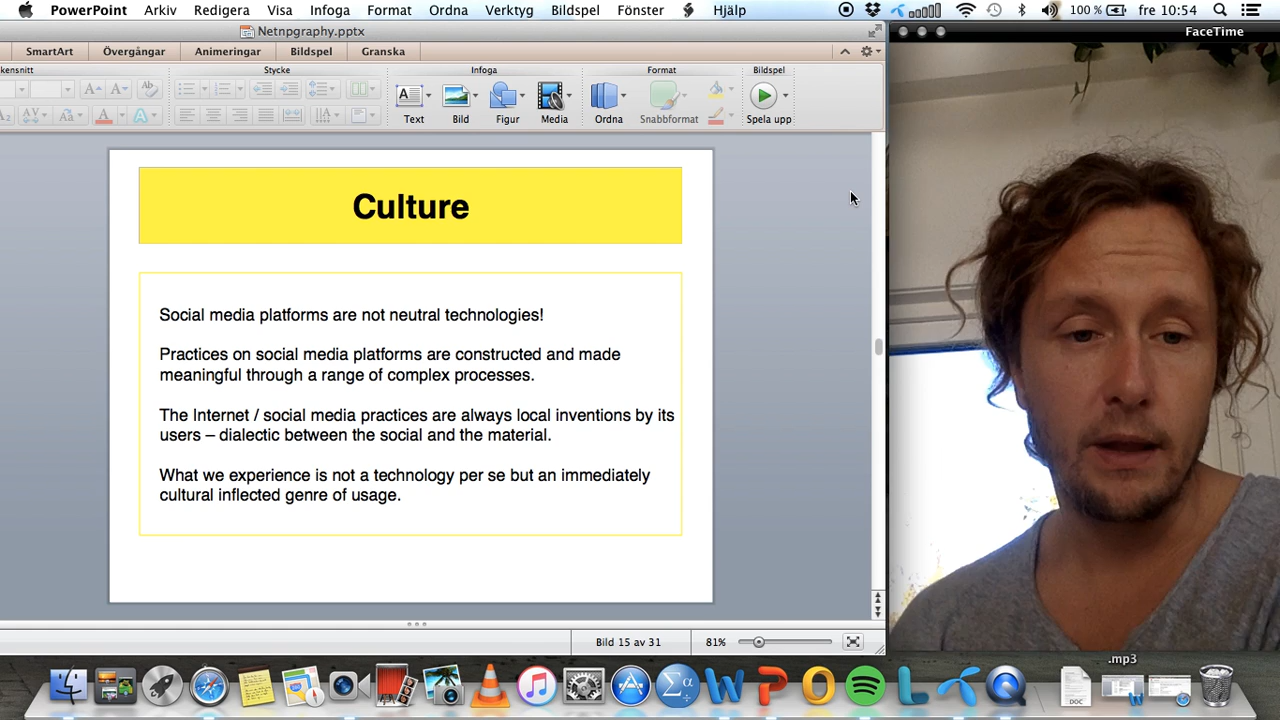 PowerPoint Arkiv Redigera Visa Infoga Format Ordna Verktyg Bildspel Fönster Hjälp 100 % fre 10:54
Netnpgraphy.pptx
FaceTime
SmartArt Övergångar Animeringar Bildspel Granska
kensnitt Stycke Infoga Format Bildspel
Text Bild Figur Media Ordna Snabbformat Spela upp
Culture
Social media platforms are not neutral technologies!
Practices on social media platforms are constructed and made
meaningful through a range of complex processes.
The Internet / social media practices are always local inventions by its
users – dialectic between the social and the material.
What we experience is not a technology per se but an immediately
cultural inflected genre of usage.
Bild 15 av 31 81%
.mp3
DOC